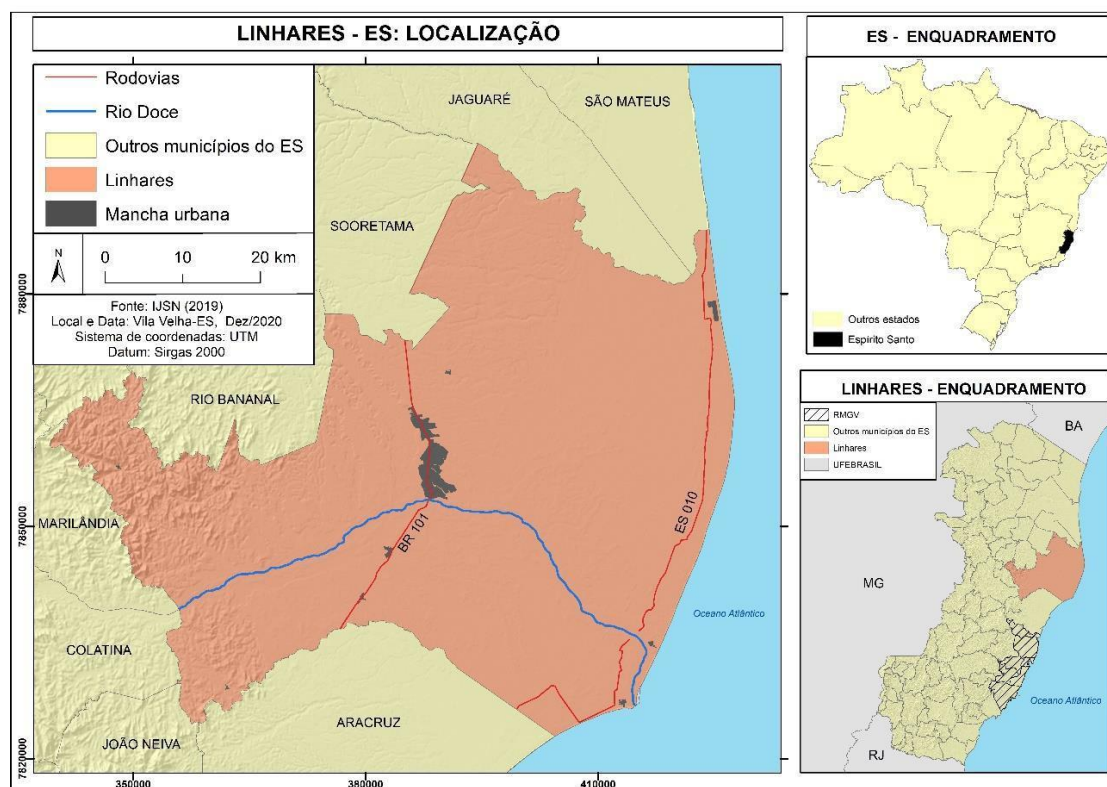 LINHARES - ES: LOCALIZAÇÃO
Rodovias
Rio Doce
Outros municípios do ES
Linhares
Mancha urbana
N
0 10 20 km
Fonte: IJSN (2019)
Local e Data: Vila Velha-ES, Dez/2020
Sistema de coordenadas: UTM
Datum: Sirgas 2000
JAGUARÉ
SÃO MATEUS
SOORETAMA
RIO BANANAL
MARILÂNDIA
BR 101
ES 010
Oceano Atlântico
COLATINA
ARACRUZ
JOÃO NEIVA
7880000
7850000
7820000
350000
380000
410000
ES - ENQUADRAMENTO
Outros estados
Espirito Santo
LINHARES - ENQUADRAMENTO
RMGV
Outros municípios do ES
Linhares
UFEBRASIL
BA
MG
Oceano Atlântico
RJ